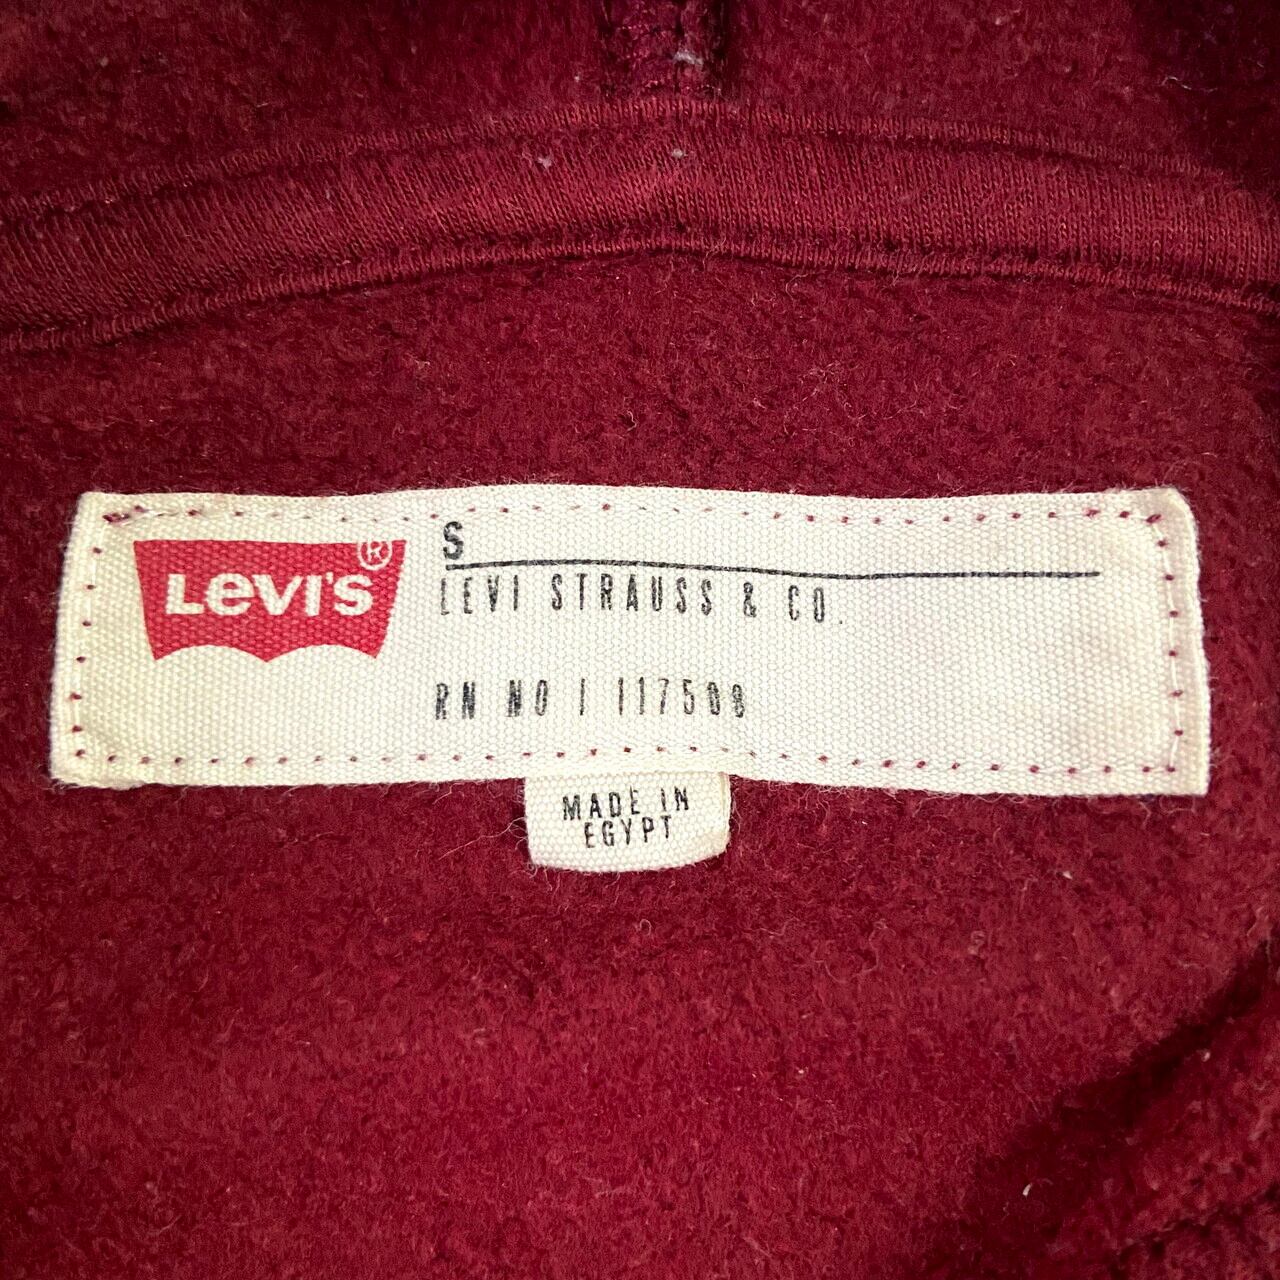 LEVI'S ®
S
LEVI STRAUSS & CO.
RN NO | 117508
MADE IN
EGYPT